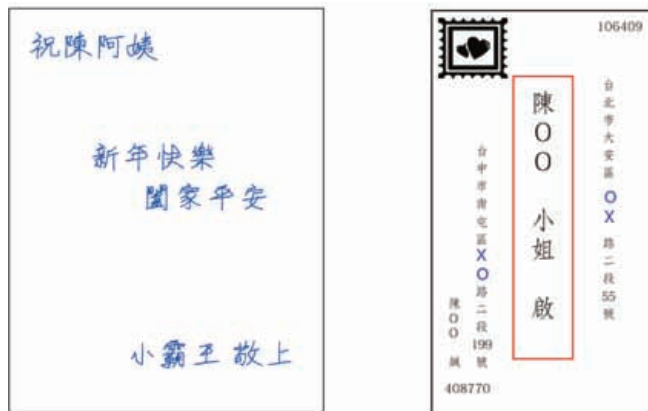 祝陳阿姨
新年快樂
闔家平安
小霸王 敬上
106409
台北市大安區OX路二段55號
陳OO 小姐 啟
台中市南屯區XO路二段199號
陳OO 緘
408770